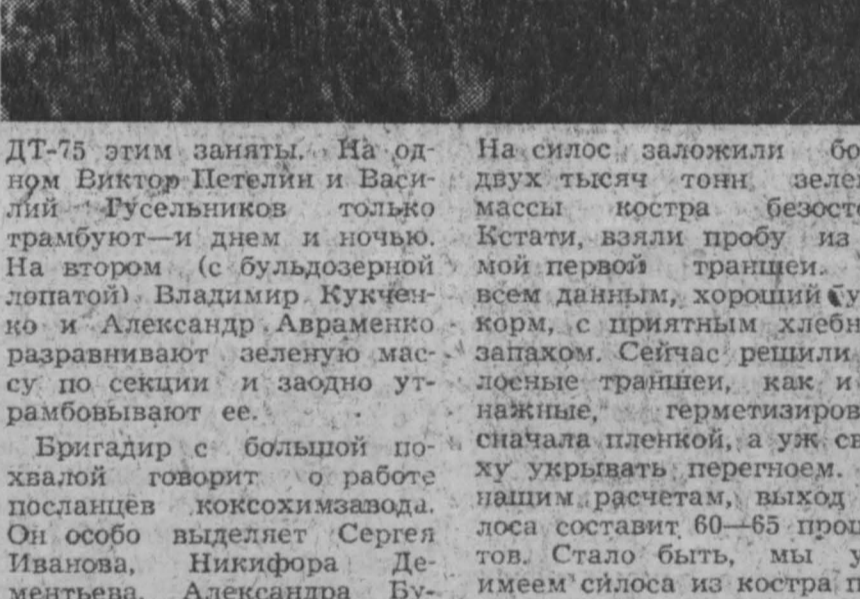 ДТ-75 этим заняты. На од-
ном Виктор Петелин и Васи-
лий Гусельников только
трамбуют—и днем и ночью.
На втором (с бульдозерной
лопатой) Владимир Кукчен-
ко и Александр Авраменко
разравнивают зеленую мас-
су по секции и заодно ут-
рамбовывают ее.
Бригадир с большой по-
хвалой говорит о работе
посланцев коксохимзавода.
Он особо выделяет Сергея
Иванова, Никифора Де-
ментьева, Александра Бу-
На силос заложили бо
двух тысяч тонн зеле
массы костра безост
Кстати, взяли пробу из
мой первой траншеи.
всем данным, хороший бу
корм, с приятным хлебн
запахом. Сейчас решили
лосные траншеи, как и
нажные, герметизиров
сначала пленкой, а уж св
ху укрывать перегноем.
нашим расчетам, выход
лоса составит 60—65 проц
тов. Стало быть, мы у
имеем силоса из костра п